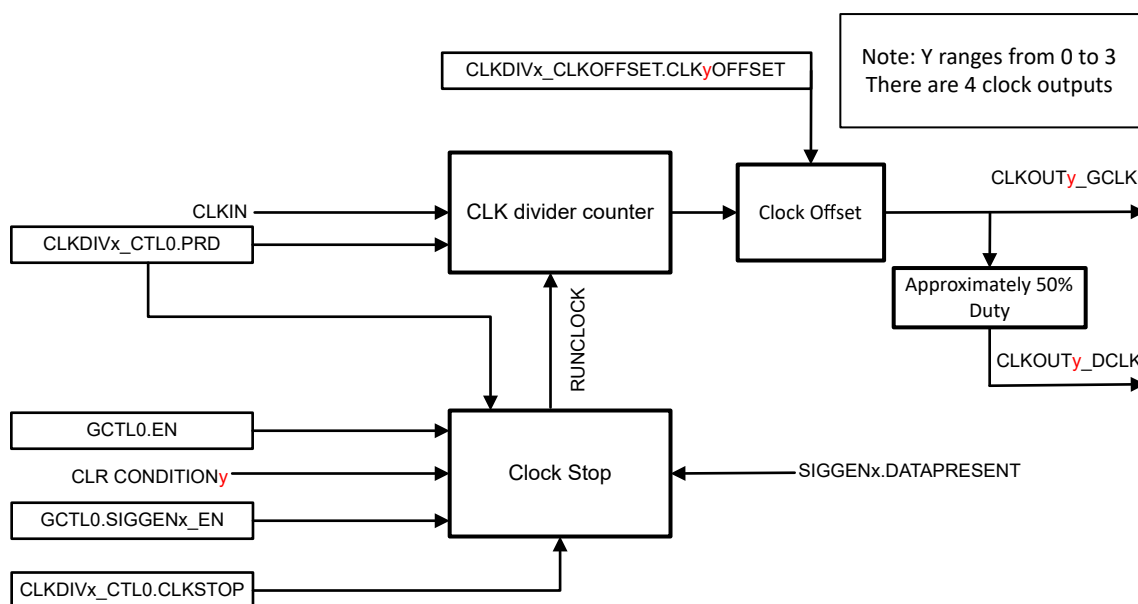 Note: Y ranges from 0 to 3
There are 4 clock outputs
CLKDIVx_CLKOFFSET.CLKyOFFSET
CLKIN
CLK divider counter
Clock Offset
CLKOUTy_GCLK
CLKDIVx_CTL0.PRD
Approximately 50%
Duty
RUNCLOCK
CLKOUTy_DCLK
GCTL0.EN
CLR CONDITIONy
Clock Stop
SIGGENx.DATAPRESENT
GCTL0.SIGGENx_EN
CLKDIVx_CTL0.CLKSTOP